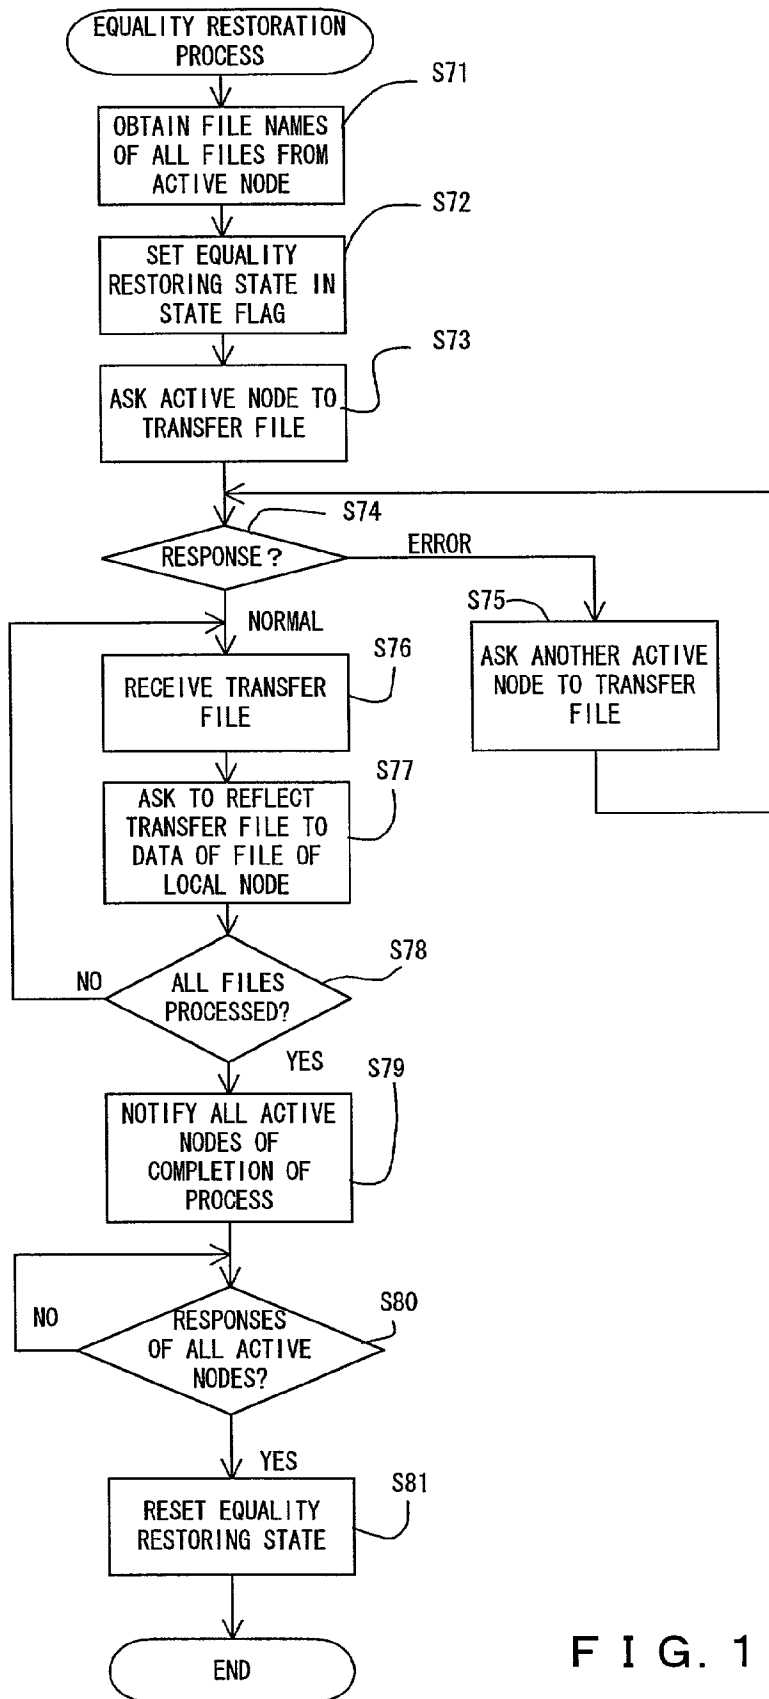 EQUALITY RESTORATION
PROCESS
S71
OBTAIN FILE NAMES
OF ALL FILES FROM
ACTIVE NODE
S72
SET EQUALITY
RESTORING STATE IN
STATE FLAG
S73
ASK ACTIVE NODE TO
TRANSFER FILE
S74
RESPONSE?
ERROR
S75
ASK ANOTHER ACTIVE
NODE TO TRANSFER
FILE
NORMAL
S76
RECEIVE TRANSFER
FILE
S77
ASK TO REFLECT
TRANSFER FILE TO
DATA OF FILE OF
LOCAL NODE
S78
ALL FILES
PROCESSED?
NO
YES
S79
NOTIFY ALL ACTIVE
NODES OF
COMPLETION OF
PROCESS
S80
RESPONSES
OF ALL ACTIVE
NODES?
NO
YES
S81
RESET EQUALITY
RESTORING STATE
END
FIG. 1